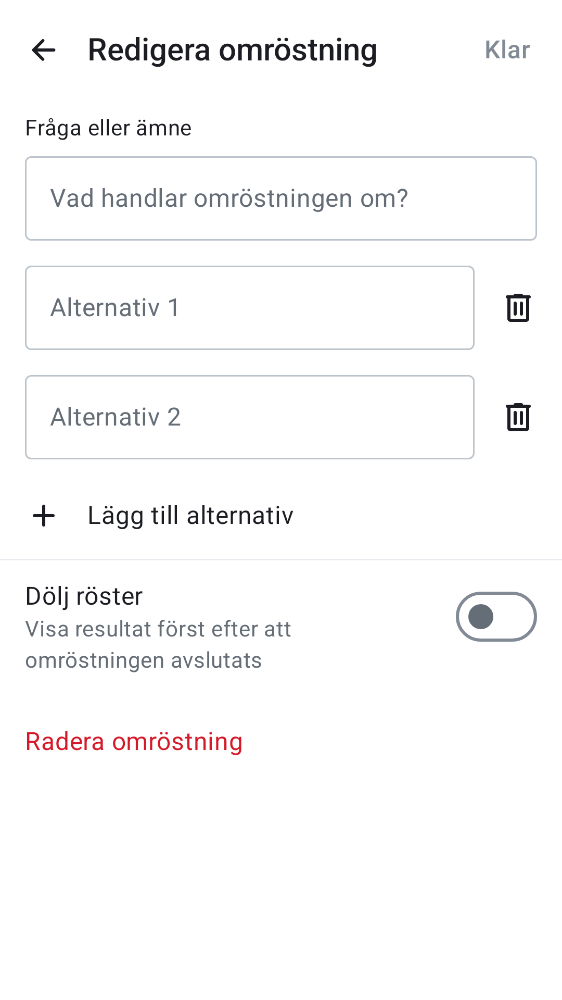 Redigera omröstning
Klar
Fråga eller ämne
Vad handlar omröstningen om?
Alternativ 1
Alternativ 2
Lägg till alternativ
Dölj röster
Visa resultat först efter att
omröstningen avslutats
Radera omröstning